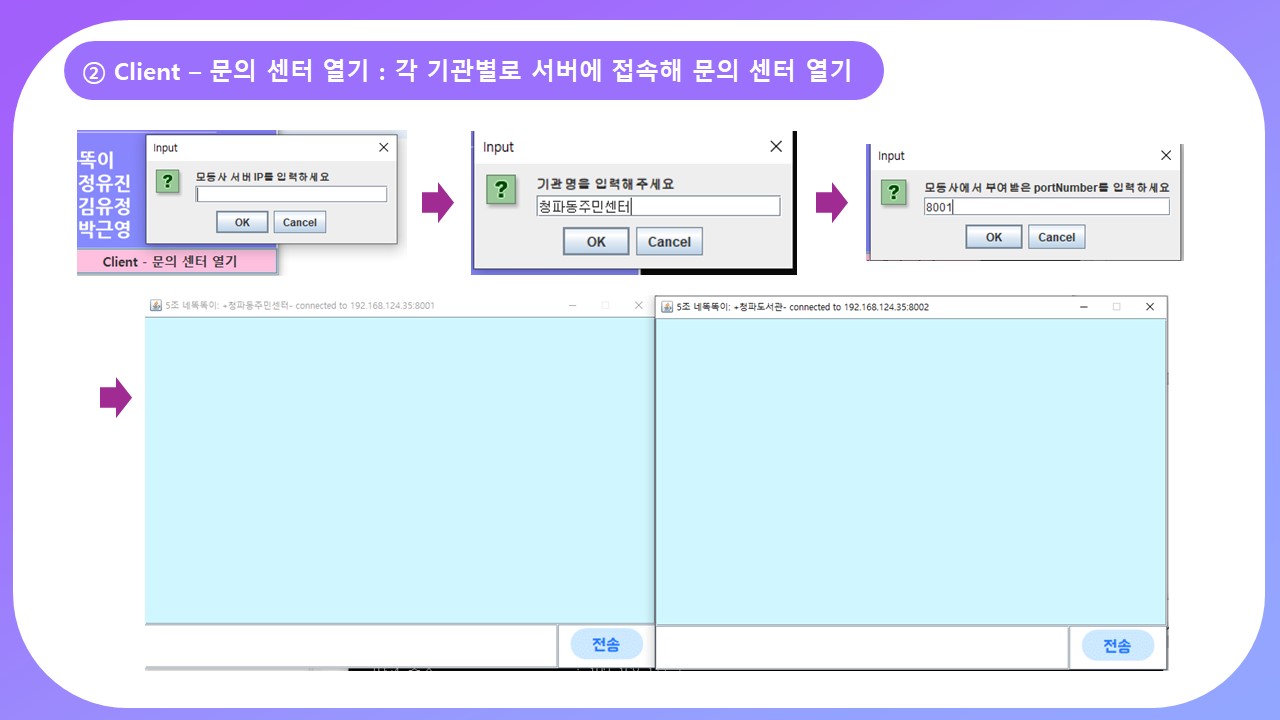 ② Client – 문의 센터 열기 : 각 기관별로 서버에 접속해 문의 센터 열기
똑이
정유진
김유정
박근영
Client - 문의 센터 열기
Input
모등사 서버 IP를 입력하세요
OK Cancel
Input
기관명을 입력해주세요
청파동주민센터
OK Cancel
Input
모등사에서 부여받은 portNumber를 입력하세요
8001
OK Cancel
5조 네똑똑이: +청파동주민센터- connected to 192.168.124.35:8001
전송
5조 네똑똑이: +청파도서관- connected to 192.168.124.35:8002
전송